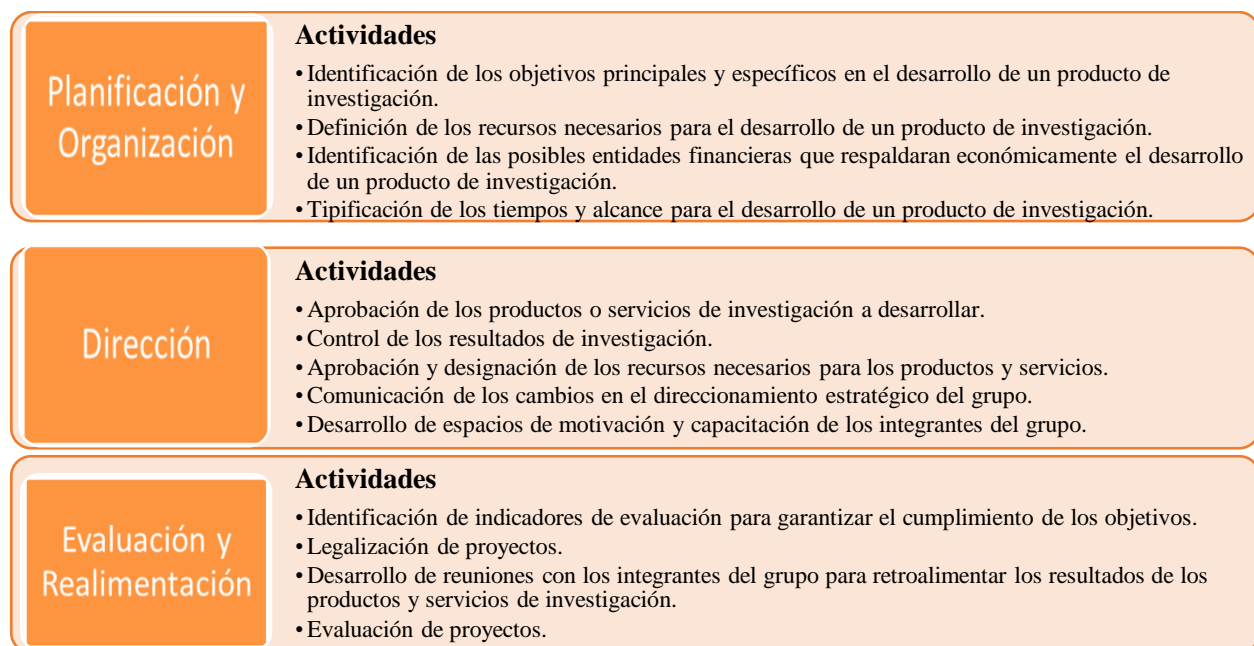 Planificación y
Organización
Actividades
• Identificación de los objetivos principales y específicos en el desarrollo de un producto de
investigación.
• Definición de los recursos necesarios para el desarrollo de un producto de investigación.
• Identificación de las posibles entidades financieras que respaldaran económicamente el desarrollo
de un producto de investigación.
• Tipificación de los tiempos y alcance para el desarrollo de un producto de investigación.
Dirección
Actividades
• Aprobación de los productos o servicios de investigación a desarrollar.
• Control de los resultados de investigación.
• Aprobación y designación de los recursos necesarios para los productos y servicios.
• Comunicación de los cambios en el direccionamiento estratégico del grupo.
• Desarrollo de espacios de motivación y capacitación de los integrantes del grupo.
Evaluación y
Realimentación
Actividades
• Identificación de indicadores de evaluación para garantizar el cumplimiento de los objetivos.
• Legalización de proyectos.
• Desarrollo de reuniones con los integrantes del grupo para retroalimentar los resultados de los
productos y servicios de investigación.
• Evaluación de proyectos.